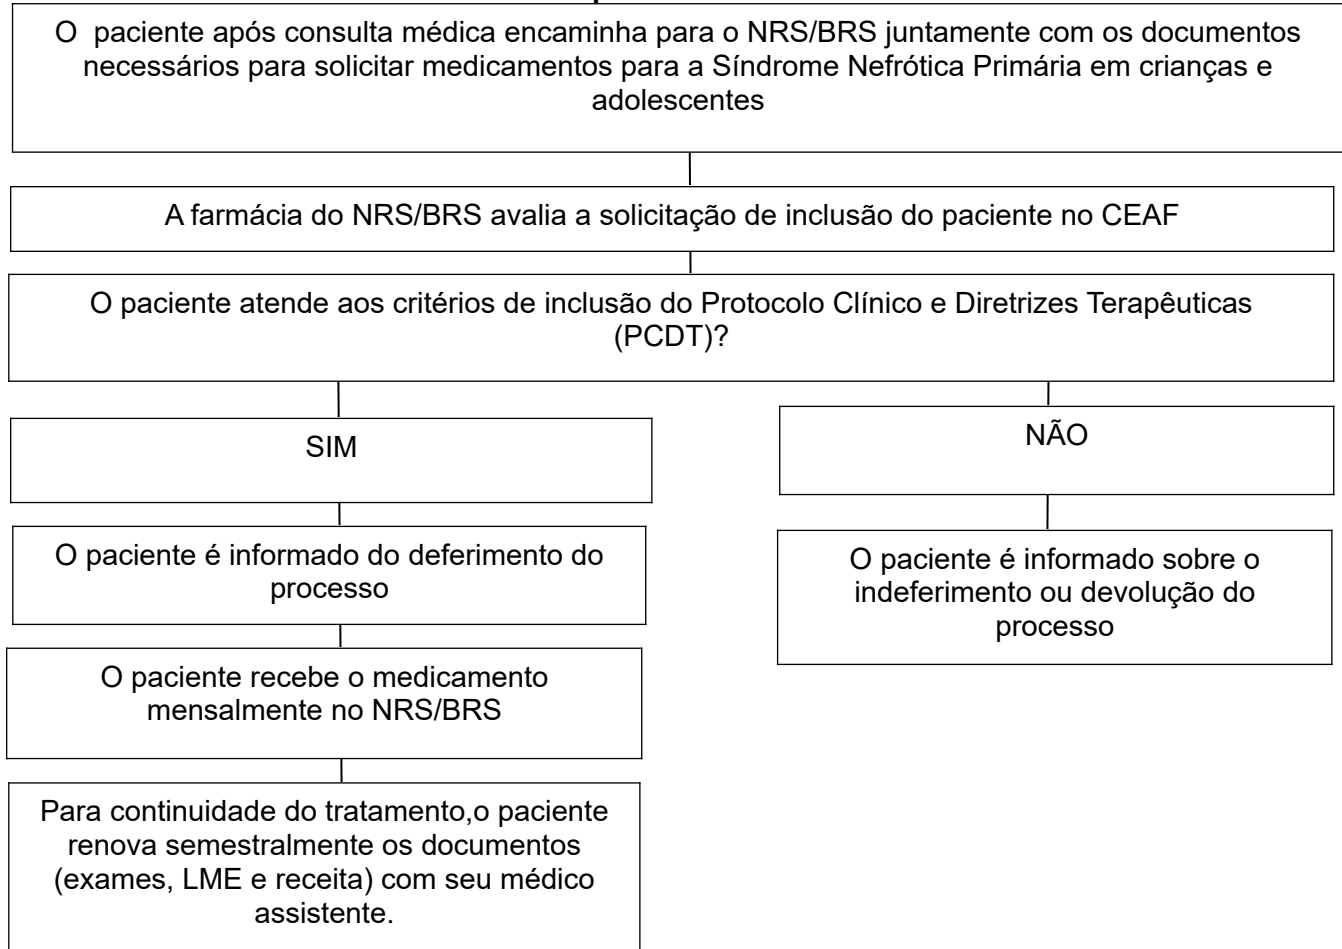 O paciente após consulta médica encaminha para o NRS/BRS juntamente com os documentos
necessários para solicitar medicamentos para a Síndrome Nefrótica Primária em crianças e
adolescentes
A farmácia do NRS/BRS avalia a solicitação de inclusão do paciente no CEAF
O paciente atende aos critérios de inclusão do Protocolo Clínico e Diretrizes Terapêuticas
(PCDT)?
SIM
NÃO
O paciente é informado do deferimento do
processo
O paciente é informado sobre o
indeferimento ou devolução do
processo
O paciente recebe o medicamento
mensalmente no NRS/BRS
Para continuidade do tratamento,o paciente
renova semestralmente os documentos
(exames, LME e receita) com seu médico
assistente.